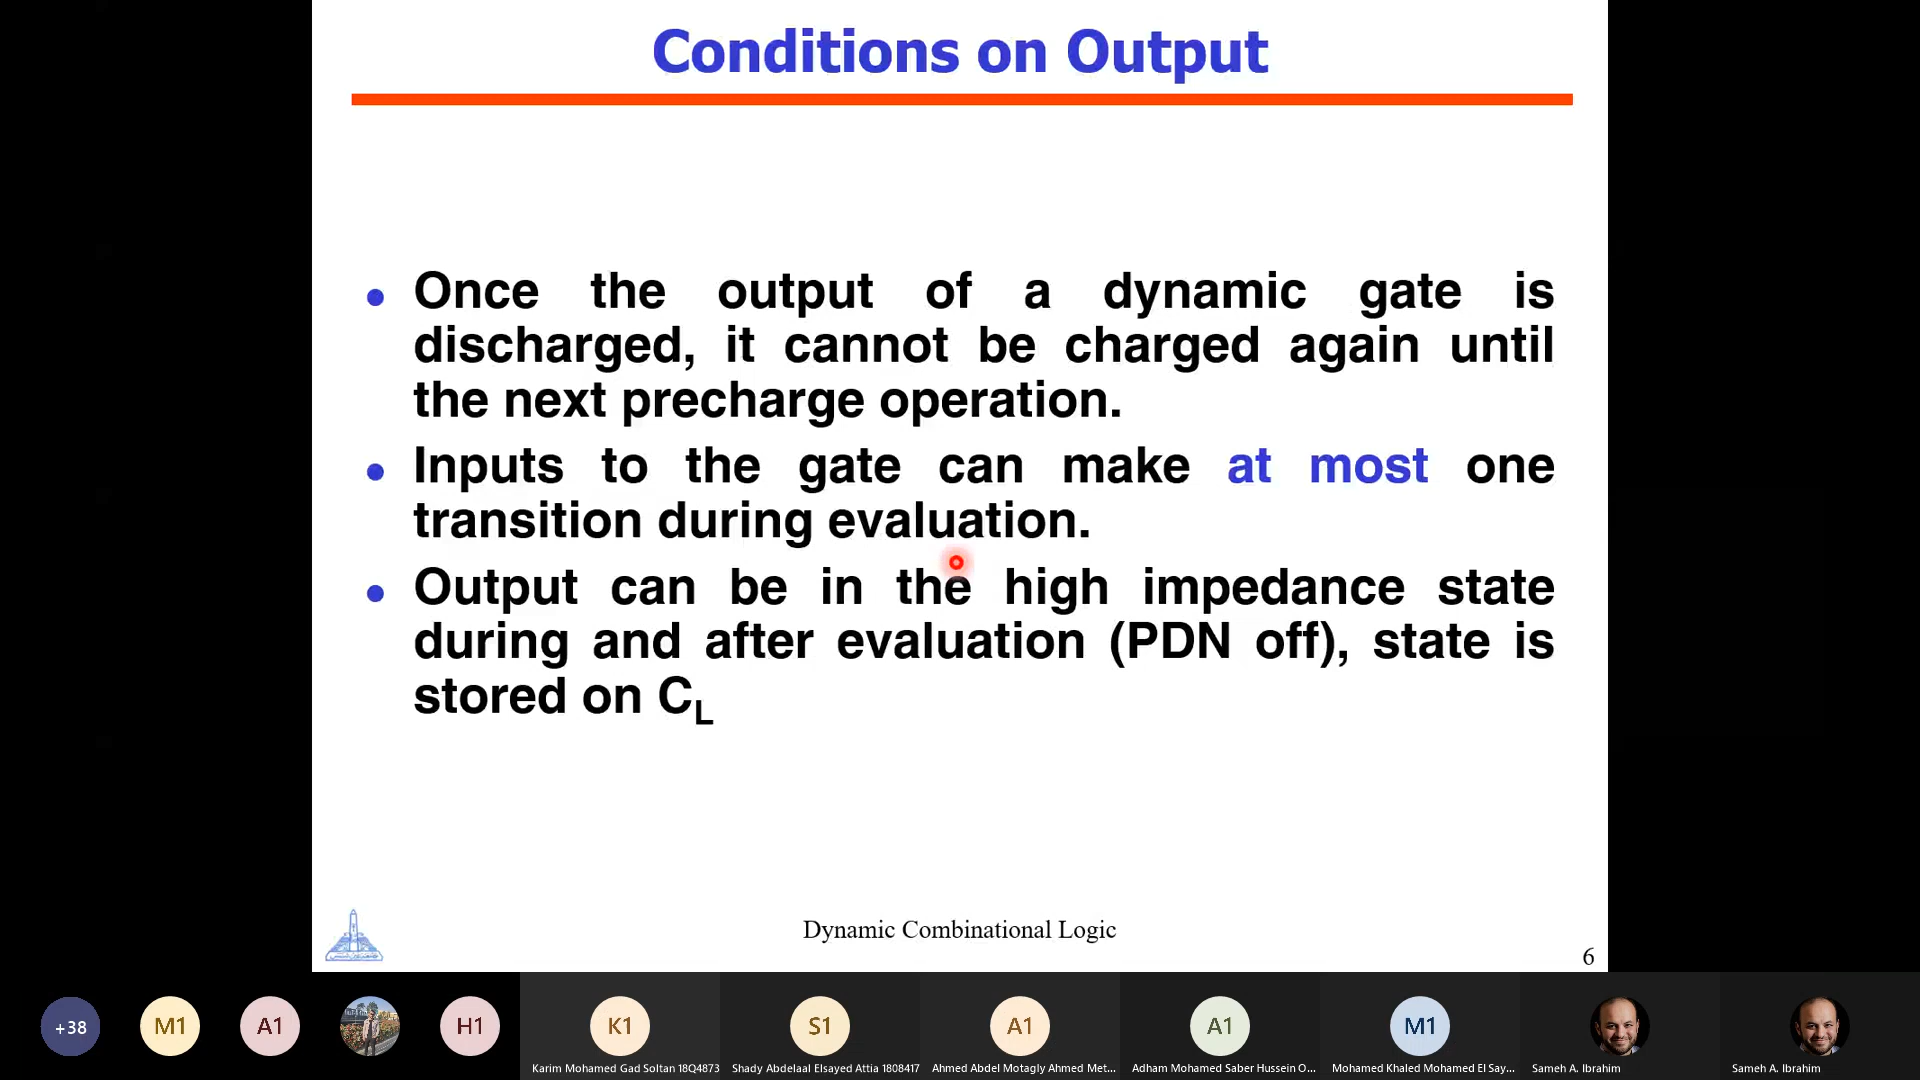 Conditions on Output
• Once the output of a dynamic gate is
discharged, it cannot be charged again until
the next precharge operation.
• Inputs to the gate can make at most one
transition during evaluation.
• Output can be in the high impedance state
during and after evaluation (PDN off), state is
stored on CL
Dynamic Combinational Logic
6
+38
M1
A1
H1
K1
S1
A1
A1
M1
Karim Mohamed Gad Soltan 18Q4873
Shady Abdelaal Elsayed Attia 1808417
Ahmed Abdel Motagly Ahmed Met...
Adham Mohamed Saber Hussein O...
Mohamed Khaled Mohamed El Say...
Sameh A. Ibrahim
Sameh A. Ibrahim